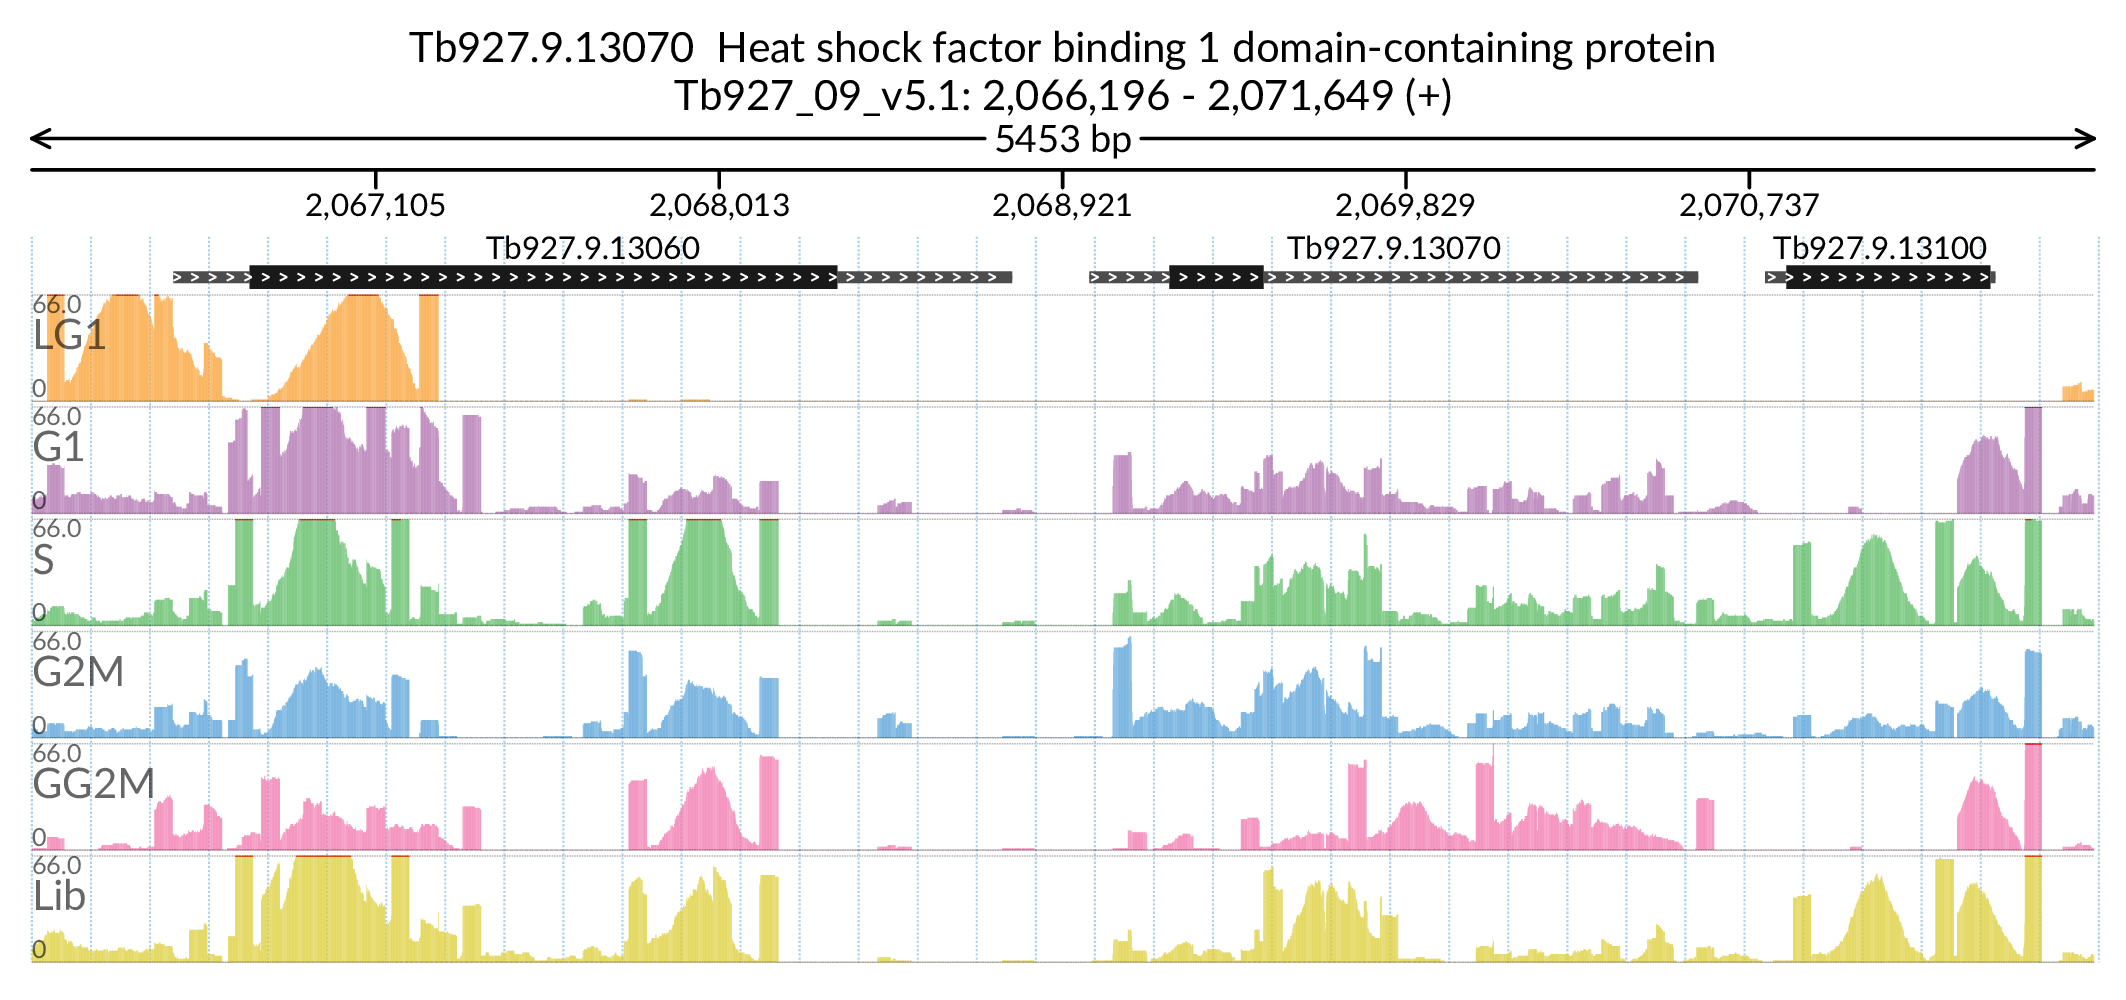 Tb927.9.13070 Heat shock factor binding 1 domain-containing protein
Tb927_09_v5.1: 2,066,196 - 2,071,649 (+)
5453 bp
2,067,105 2,068,013 2,068,921 2,069,829 2,070,737
Tb927.9.13060 Tb927.9.13070 Tb927.9.13100
66.0
LG1
0
66.0
G1
0
66.0
S
0
66.0
G2M
0
66.0
GG2M
0
66.0
Lib
0